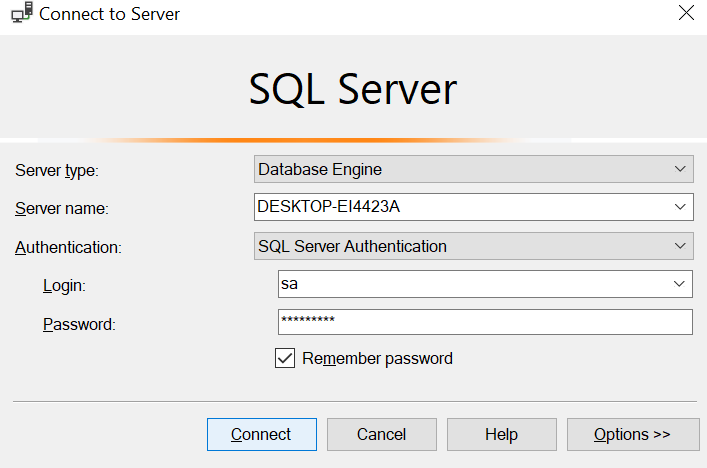 Connect to Server
SQL Server
Server type: Database Engine
Server name: DESKTOP-EI4423A
Authentication: SQL Server Authentication
Login: sa
Password: *********
Remember password
Connect Cancel Help Options >>